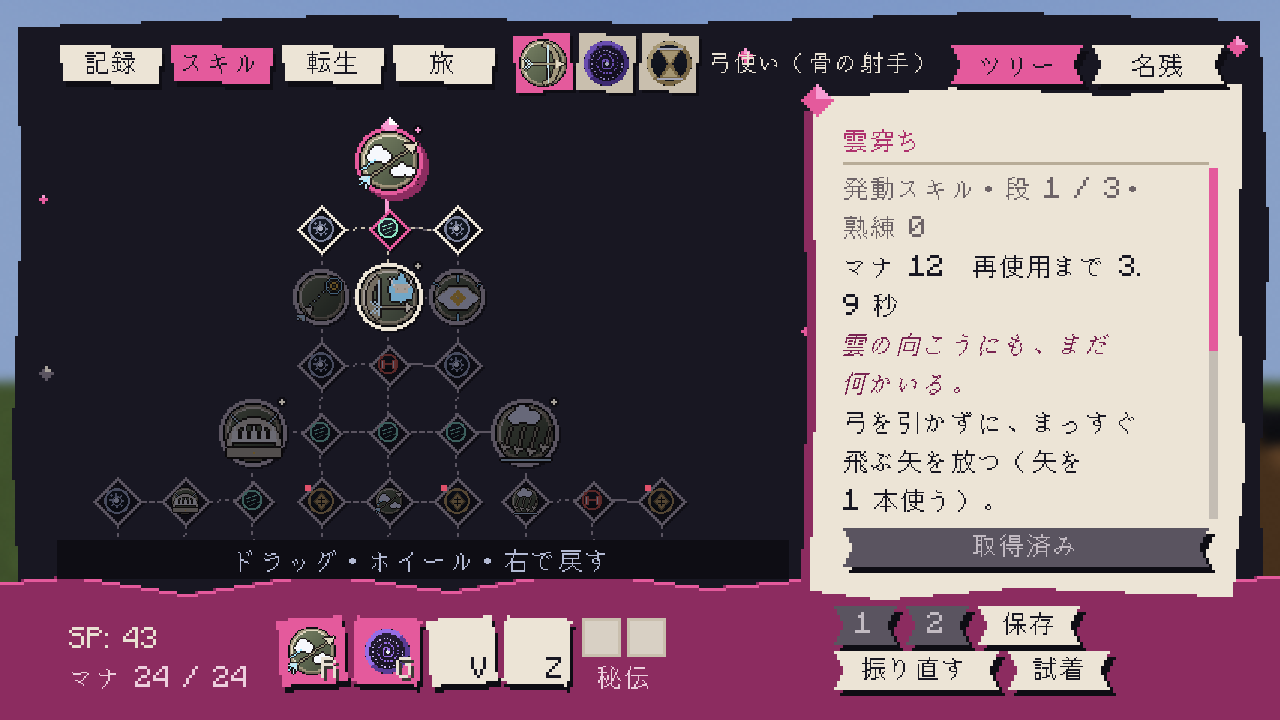 記録 スキル 転生 旅 弓使い（骨の射手） ツリー 名残
雲穿ち
発動スキル・段 1 / 3・
熟練 0
マナ 12 再使用まで 3.
9 秒
雲の向こうにも、まだ
何かいる。
弓を引かずに、まっすぐ
飛ぶ矢を放つ（矢を
1 本使う）。
取得済み
ドラッグ・ホイール・右で戻す
SP: 43
マナ 24 / 24
R G V Z
秘伝
1 2 保存
振り直す 試着